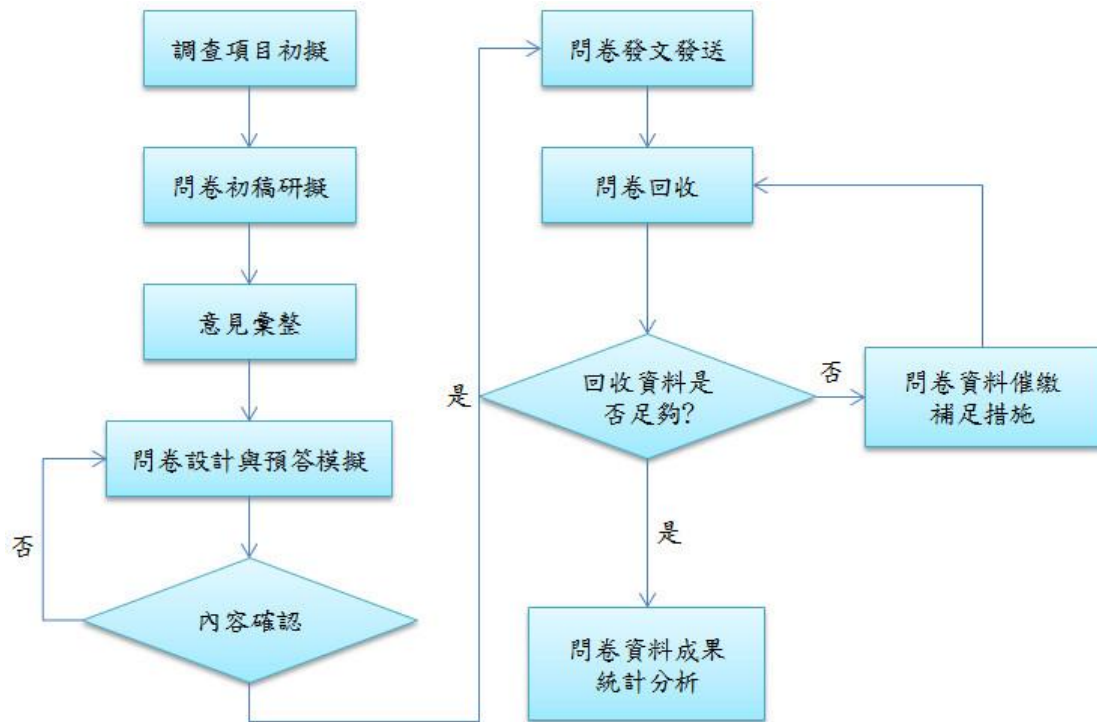 調查項目初擬
問卷初稿研擬
意見彙整
問卷設計與預答模擬
否
內容確認
是
問卷發文發送
問卷回收
回收資料是
否足夠?
否
問卷資料催繳
補足措施
是
問卷資料成果
統計分析